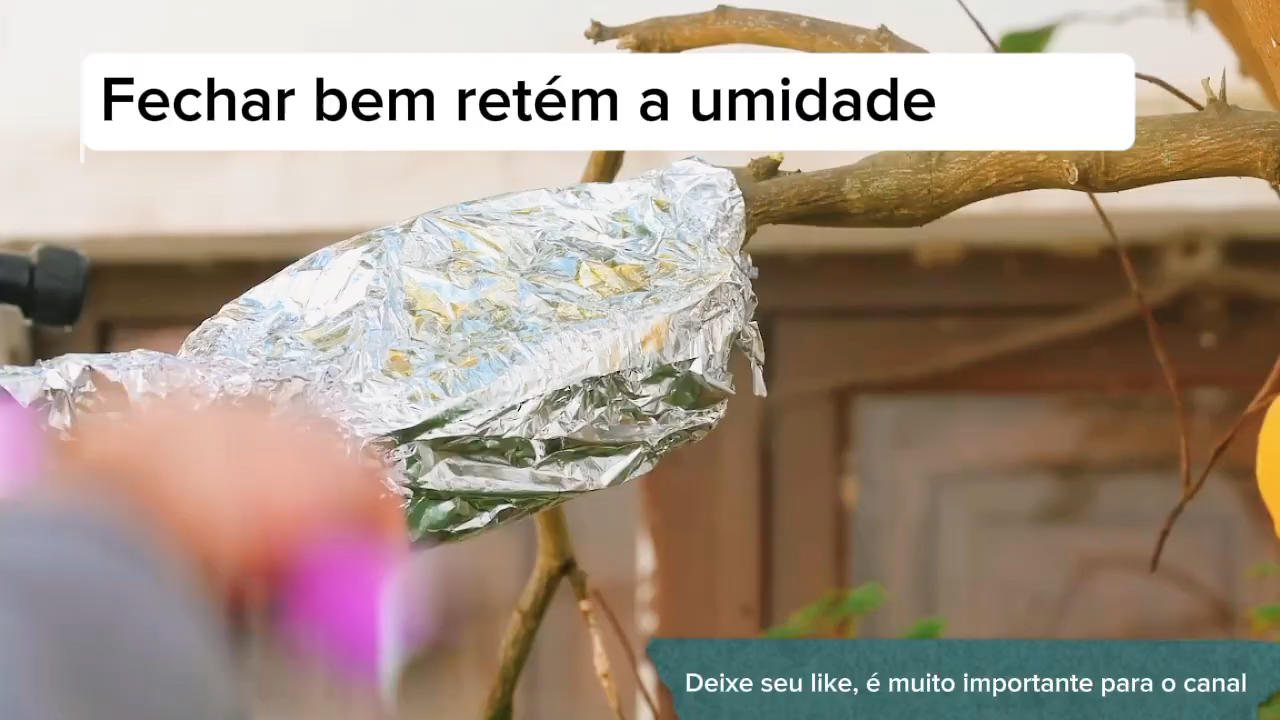 Fechar bem retém a umidade
Deixe seu like, é muito importante para o canal